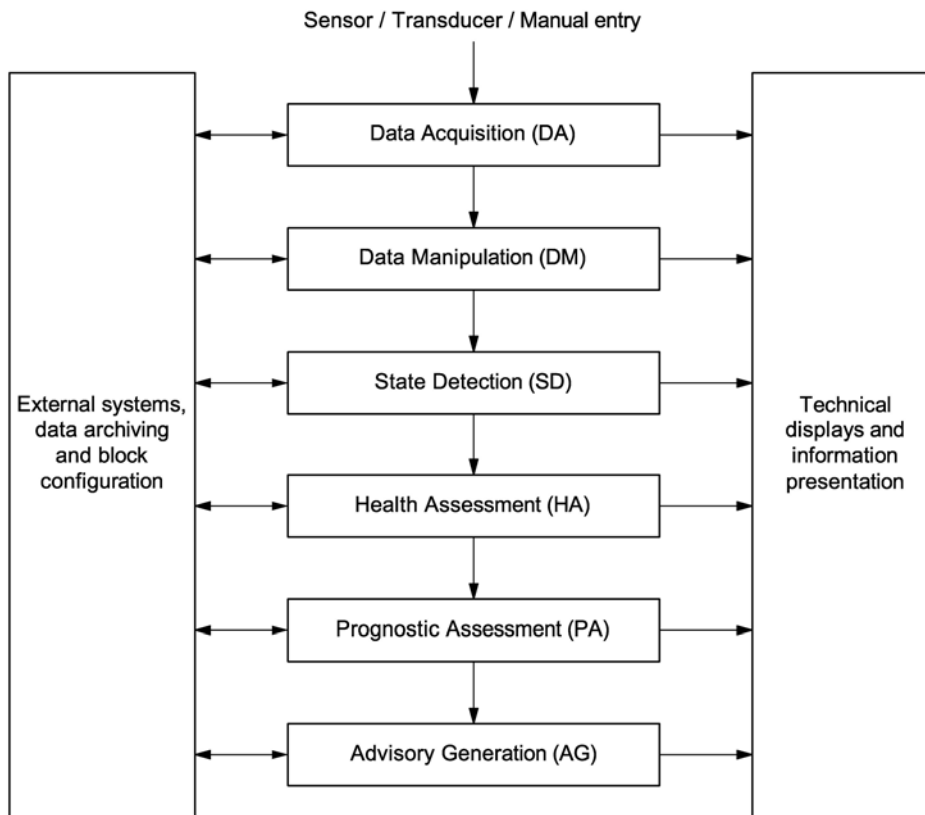 Sensor / Transducer / Manual entry
Data Acquisition (DA)
Data Manipulation (DM)
State Detection (SD)
External systems,
data archiving
and block
configuration
Technical
displays and
information
presentation
Health Assessment (HA)
Prognostic Assessment (PA)
Advisory Generation (AG)